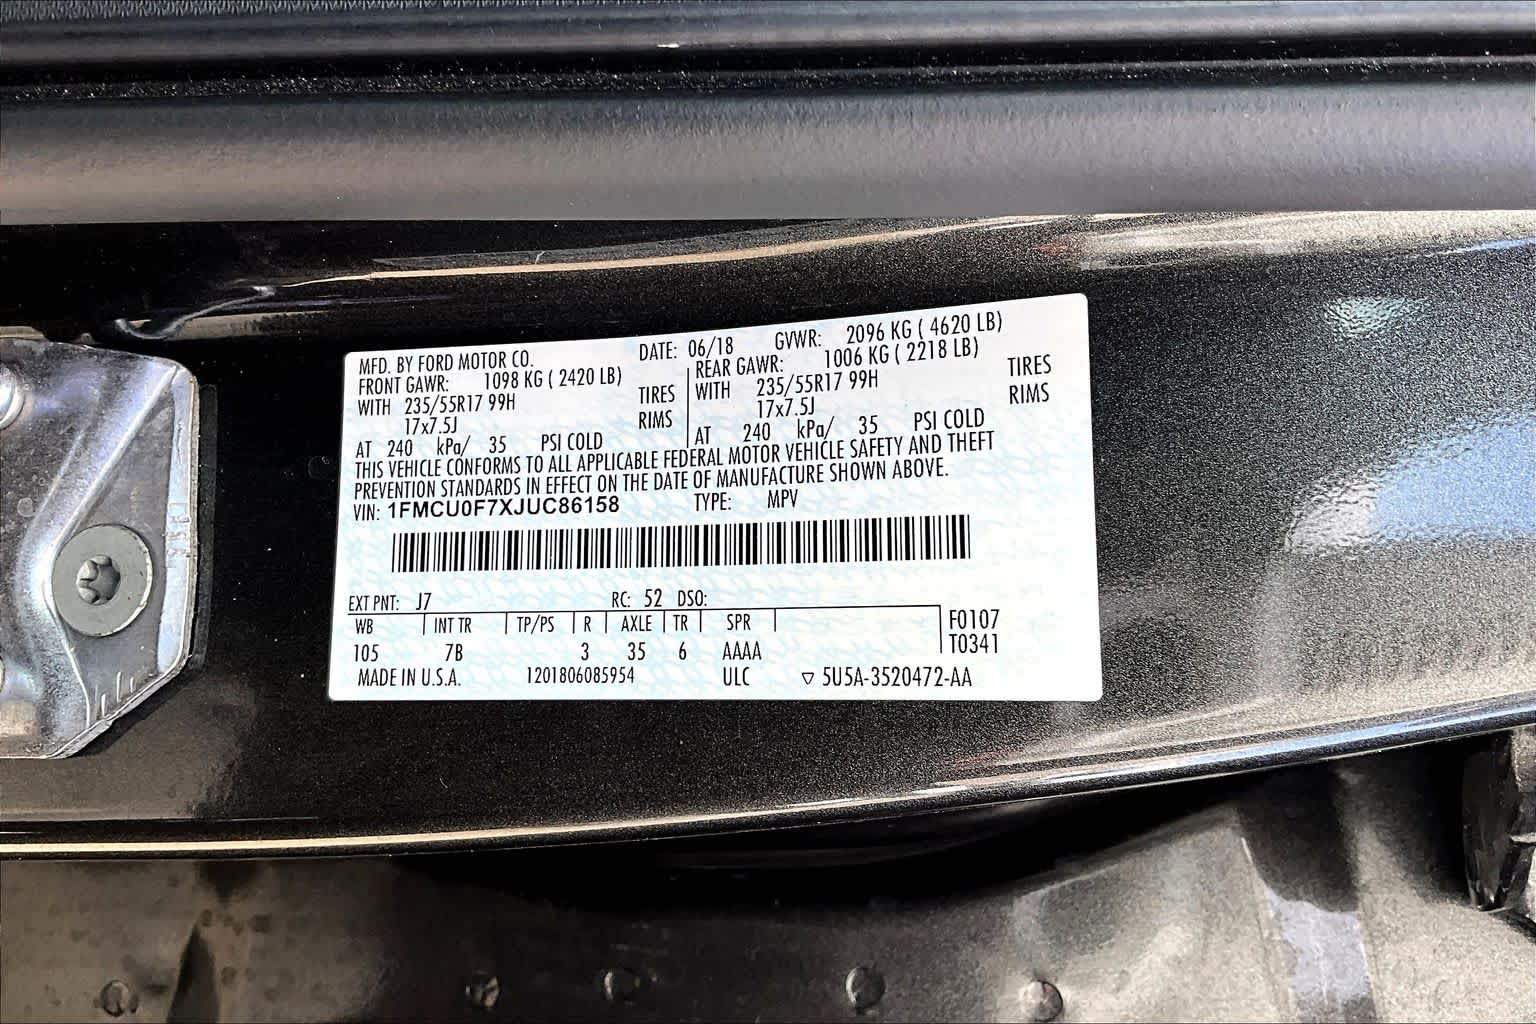 MFD. BY FORD MOTOR CO. DATE: 06/18 GVWR: 2096 KG ( 4620 LB)
FRONT GAWR: 1098 KG ( 2420 LB) REAR GAWR: 1006 KG ( 2218 LB)
WITH 235/55R17 99H TIRES WITH 235/55R17 99H TIRES
17x7.5J RIMS 17x7.5J RIMS
AT 240 kPa/ 35 PSI COLD AT 240 kPa/ 35 PSI COLD
THIS VEHICLE CONFORMS TO ALL APPLICABLE FEDERAL MOTOR VEHICLE SAFETY AND THEFT
PREVENTION STANDARDS IN EFFECT ON THE DATE OF MANUFACTURE SHOWN ABOVE.
VIN: 1FMCU0F7XJUC86158 TYPE: MPV
EXT PNT: J7 RC: 52 DSO:
WB INT TR TP/PS R AXLE TR SPR F0107
105 7B 3 35 6 AAAA T0341
MADE IN U.S.A. 1201806085954 ULC ▽ 5U5A-3520472-AA